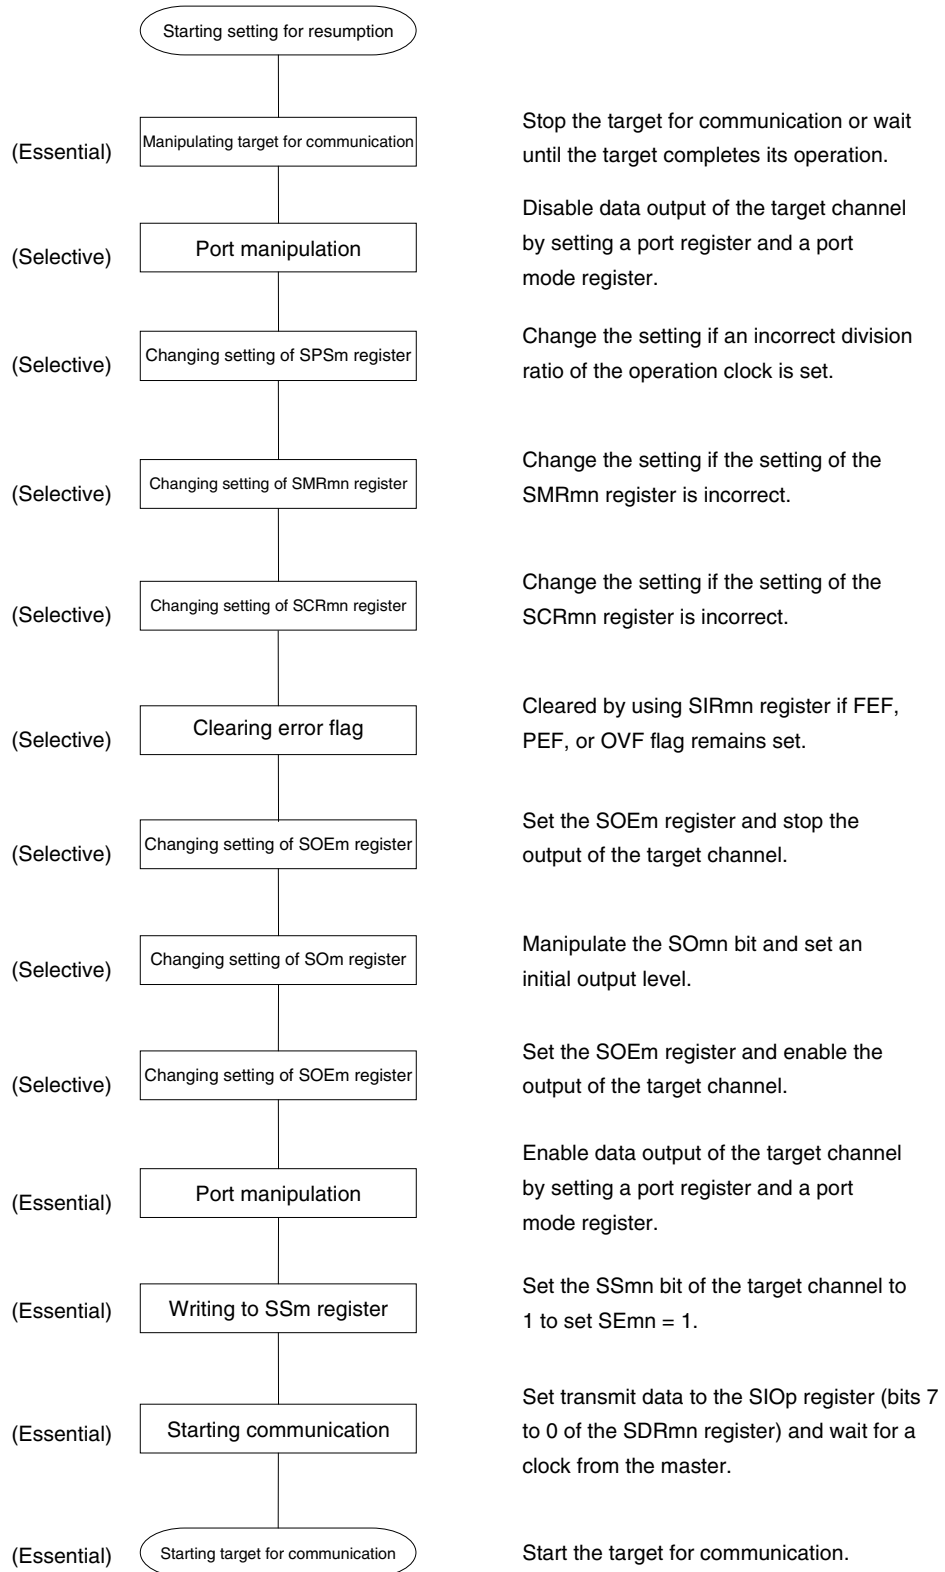 Starting setting for resumption
(Essential)
Manipulating target for communication
Stop the target for communication or wait
until the target completes its operation.
(Selective)
Port manipulation
Disable data output of the target channel
by setting a port register and a port
mode register.
(Selective)
Changing setting of SPSm register
Change the setting if an incorrect division
ratio of the operation clock is set.
(Selective)
Changing setting of SMRmn register
Change the setting if the setting of the
SMRmn register is incorrect.
(Selective)
Changing setting of SCRmn register
Change the setting if the setting of the
SCRmn register is incorrect.
(Selective)
Clearing error flag
Cleared by using SIRmn register if FEF,
PEF, or OVF flag remains set.
(Selective)
Changing setting of SOEm register
Set the SOEm register and stop the
output of the target channel.
(Selective)
Changing setting of SOm register
Manipulate the SOmn bit and set an
initial output level.
(Selective)
Changing setting of SOEm register
Set the SOEm register and enable the
output of the target channel.
(Essential)
Port manipulation
Enable data output of the target channel
by setting a port register and a port
mode register.
(Essential)
Writing to SSm register
Set the SSmn bit of the target channel to
1 to set SEmn = 1.
(Essential)
Starting communication
Set transmit data to the SIOp register (bits 7
to 0 of the SDRmn register) and wait for a
clock from the master.
(Essential)
Starting target for communication
Start the target for communication.